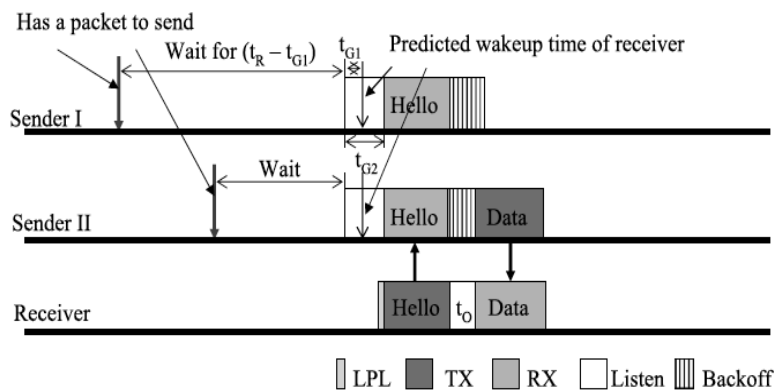 Has a packet to send
Wait for (tR – tG1)
tG1
Predicted wakeup time of receiver
Hello
Sender I
tG2
Wait
Hello
Data
Sender II
Hello
tO
Data
Receiver
LPL
TX
RX
Listen
Backoff